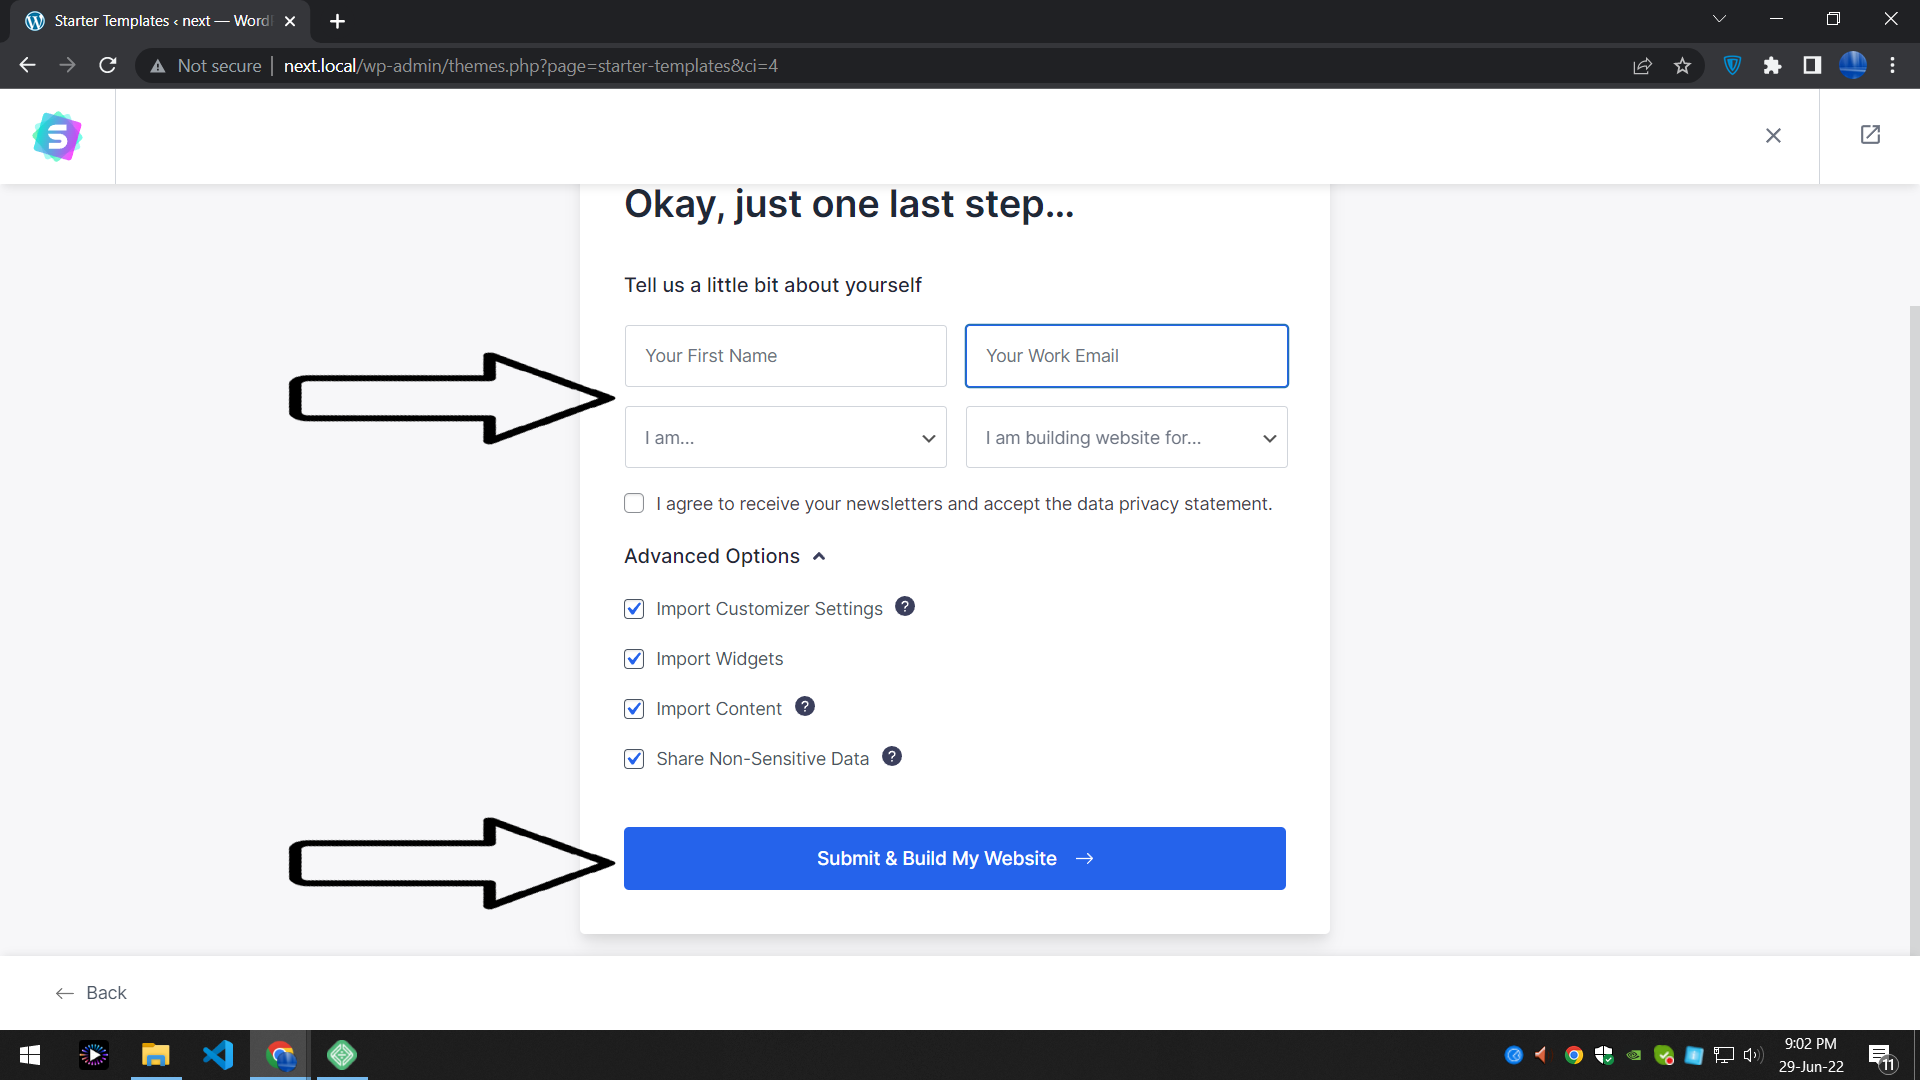 Starter Templates ‹ next — Word
Not secure | next.local/wp-admin/themes.php?page=starter-templates&ci=4
S
Okay, just one last step...
Tell us a little bit about yourself
Your First Name
Your Work Email
I am...
I am building website for...
I agree to receive your newsletters and accept the data privacy statement.
Advanced Options
Import Customizer Settings ?
Import Widgets
Import Content ?
Share Non-Sensitive Data ?
Submit & Build My Website →
← Back
9:02 PM
29-Jun-22
11